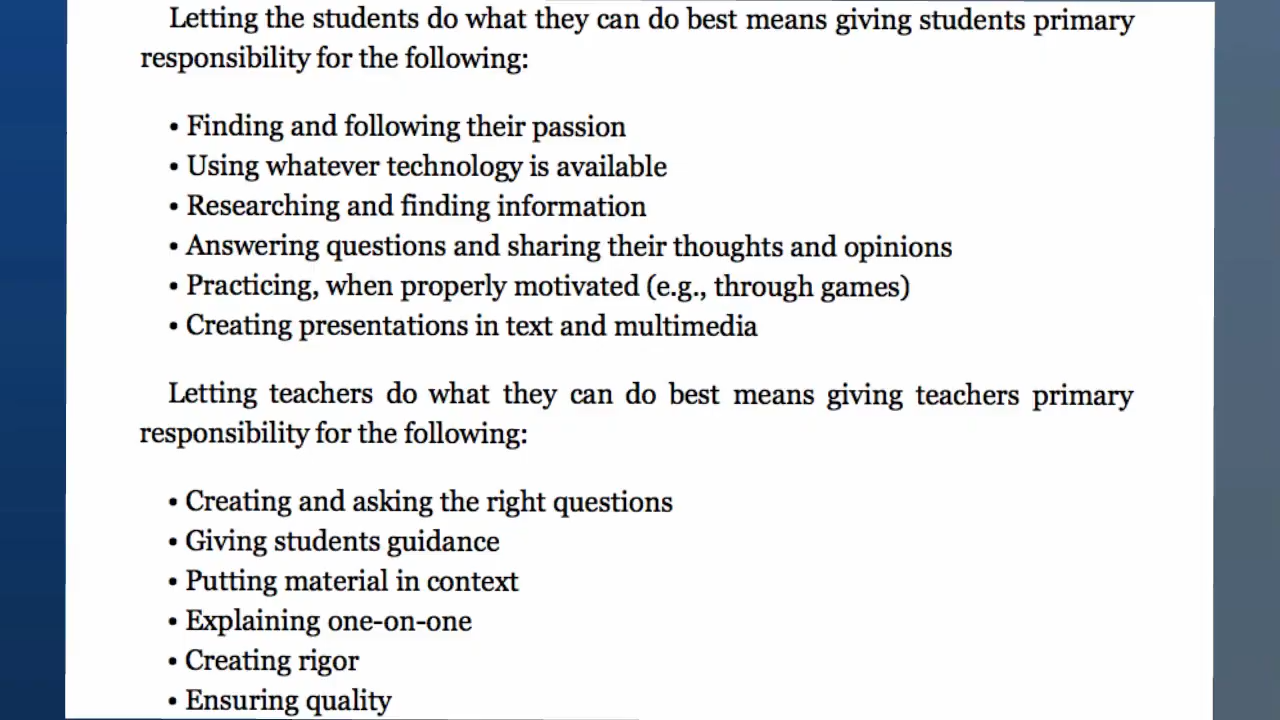 Letting the students do what they can do best means giving students primary
responsibility for the following:
• Finding and following their passion
• Using whatever technology is available
• Researching and finding information
• Answering questions and sharing their thoughts and opinions
• Practicing, when properly motivated (e.g., through games)
• Creating presentations in text and multimedia
Letting teachers do what they can do best means giving teachers primary
responsibility for the following:
• Creating and asking the right questions
• Giving students guidance
• Putting material in context
• Explaining one-on-one
• Creating rigor
• Ensuring quality